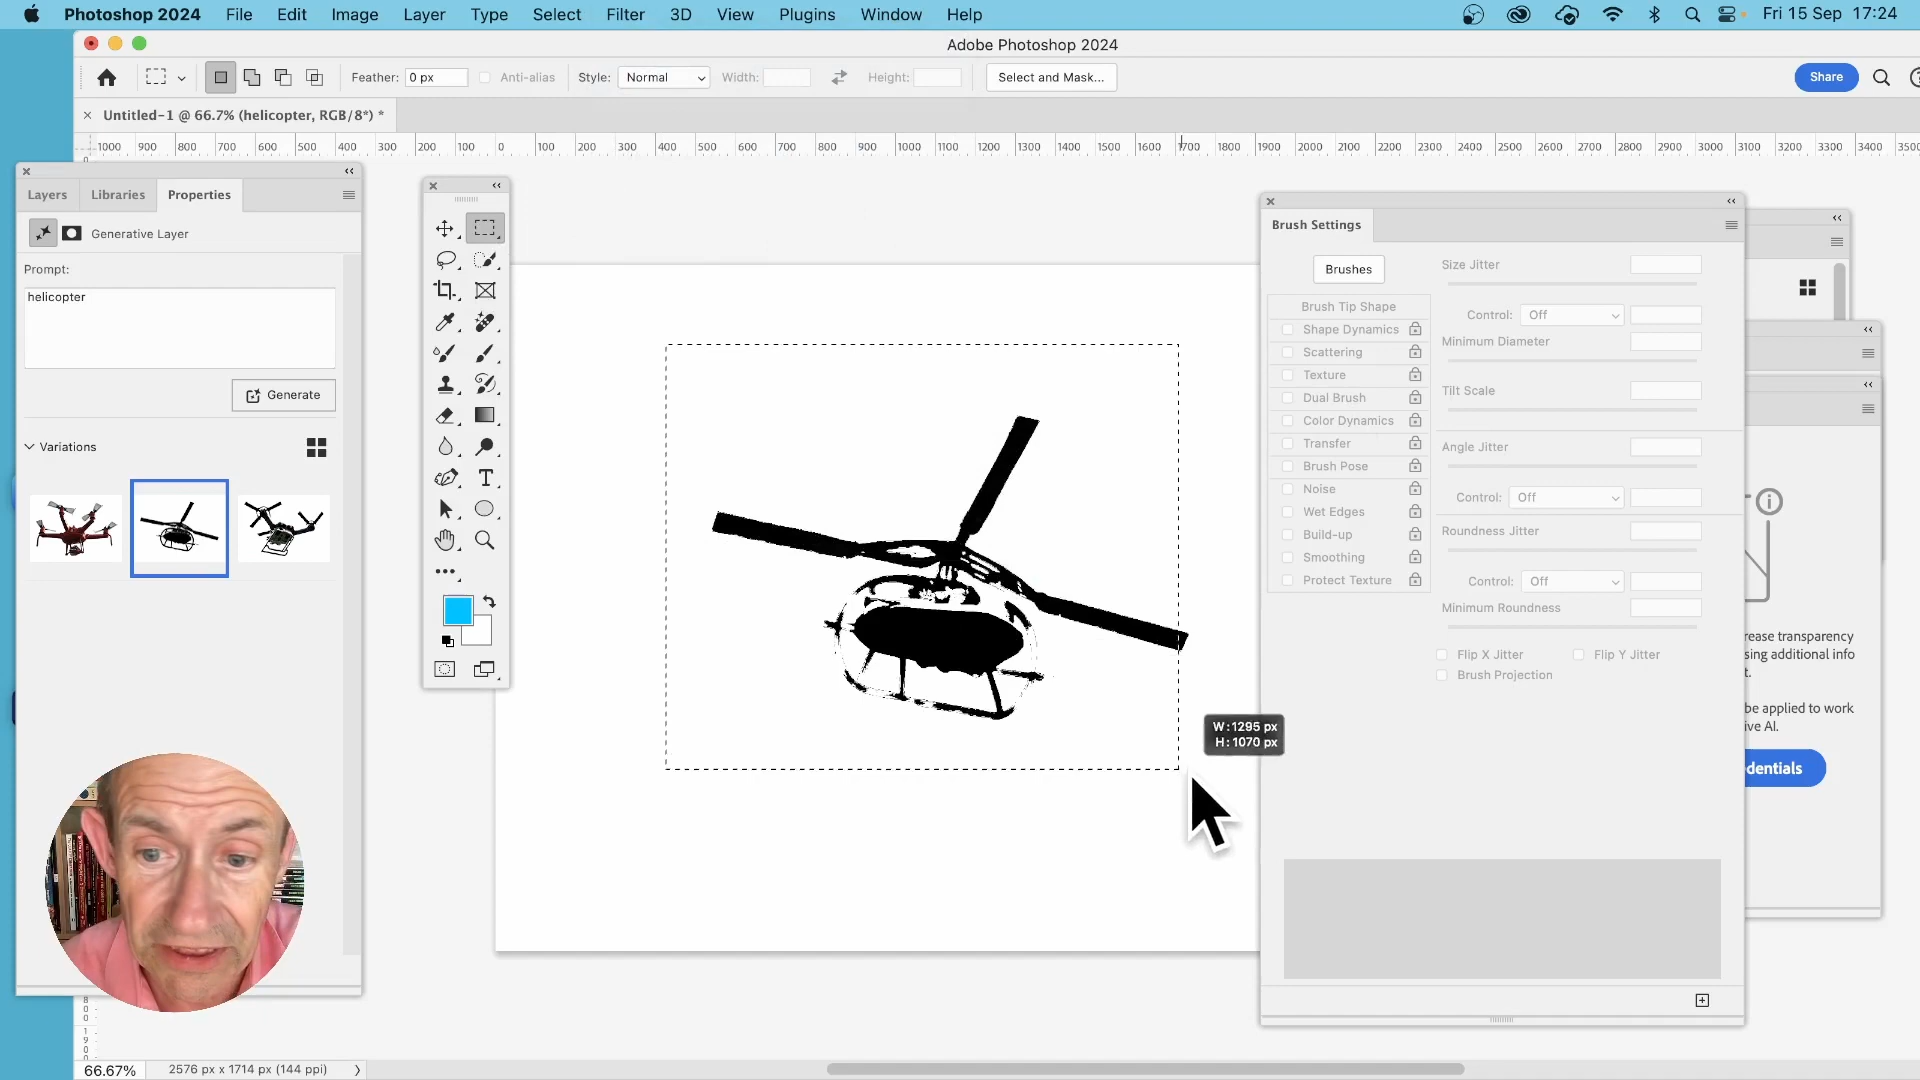 Photoshop 2024 File Edit Image Layer Type Select Filter 3D View Plugins Window Help Fri 15 Sep 17:24
Adobe Photoshop 2024
Feather: 0 px Anti-alias Style: Normal Width: Height: Select and Mask... Share
Untitled-1 @ 66.7% (helicopter, RGB/8*) *
1000 900 800 700 600 500 400 300 200 100 0 100 200 300 400 500 600 700 800 900 1000 1100 1200 1300 1400 1500 1600 1700 1800 1900 2000 2100 2200 2300 2400 2500 2600 2700 2800 2900 3000 3100 3200 3300 3400 3500
Layers Libraries Properties
Generative Layer
Prompt:
helicopter
Generate
Variations
Brush Settings
Brushes
Brush Tip Shape
Shape Dynamics
Scattering
Texture
Dual Brush
Color Dynamics
Transfer
Brush Pose
Noise
Wet Edges
Build-up
Smoothing
Protect Texture
Size Jitter
Control: Off
Minimum Diameter
Tilt Scale
Angle Jitter
Control: Off
Roundness Jitter
Control: Off
Minimum Roundness
Flip X Jitter Flip Y Jitter
Brush Projection
W: 1295 px
H: 1070 px
rease transparency
sing additional info
t.
be applied to work
ive AI.
dentials
66.67% 2576 px x 1714 px (144 ppi)